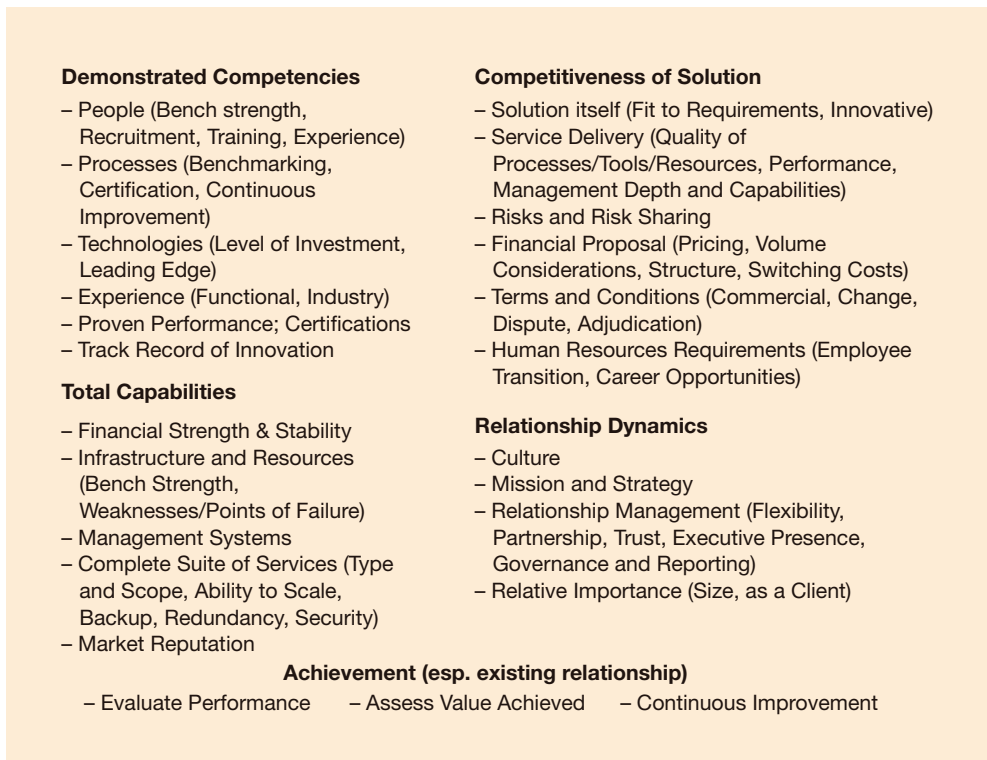 Demonstrated Competencies
– People (Bench strength,
Recruitment, Training, Experience)
– Processes (Benchmarking,
Certification, Continuous
Improvement)
– Technologies (Level of Investment,
Leading Edge)
– Experience (Functional, Industry)
– Proven Performance; Certifications
– Track Record of Innovation
Total Capabilities
– Financial Strength & Stability
– Infrastructure and Resources
(Bench Strength,
Weaknesses/Points of Failure)
– Management Systems
– Complete Suite of Services (Type
and Scope, Ability to Scale,
Backup, Redundancy, Security)
– Market Reputation
Competitiveness of Solution
– Solution itself (Fit to Requirements, Innovative)
– Service Delivery (Quality of
Processes/Tools/Resources, Performance,
Management Depth and Capabilities)
– Risks and Risk Sharing
– Financial Proposal (Pricing, Volume
Considerations, Structure, Switching Costs)
– Terms and Conditions (Commercial, Change,
Dispute, Adjudication)
– Human Resources Requirements (Employee
Transition, Career Opportunities)
Relationship Dynamics
– Culture
– Mission and Strategy
– Relationship Management (Flexibility,
Partnership, Trust, Executive Presence,
Governance and Reporting)
– Relative Importance (Size, as a Client)
Achievement (esp. existing relationship)
– Evaluate Performance – Assess Value Achieved – Continuous Improvement